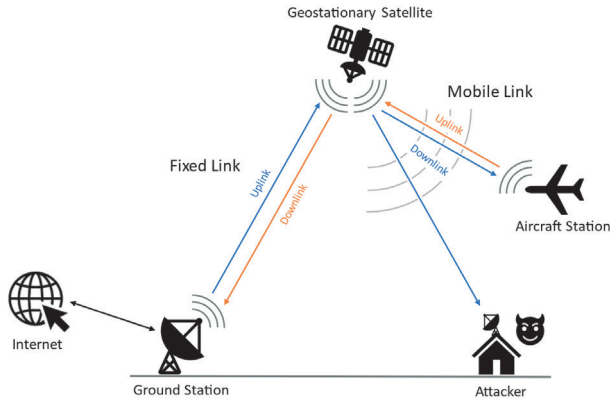 Geostationary Satellite
Mobile Link
Uplink
Downlink
Fixed Link
Uplink
Downlink
Aircraft Station
Internet
Ground Station
Attacker